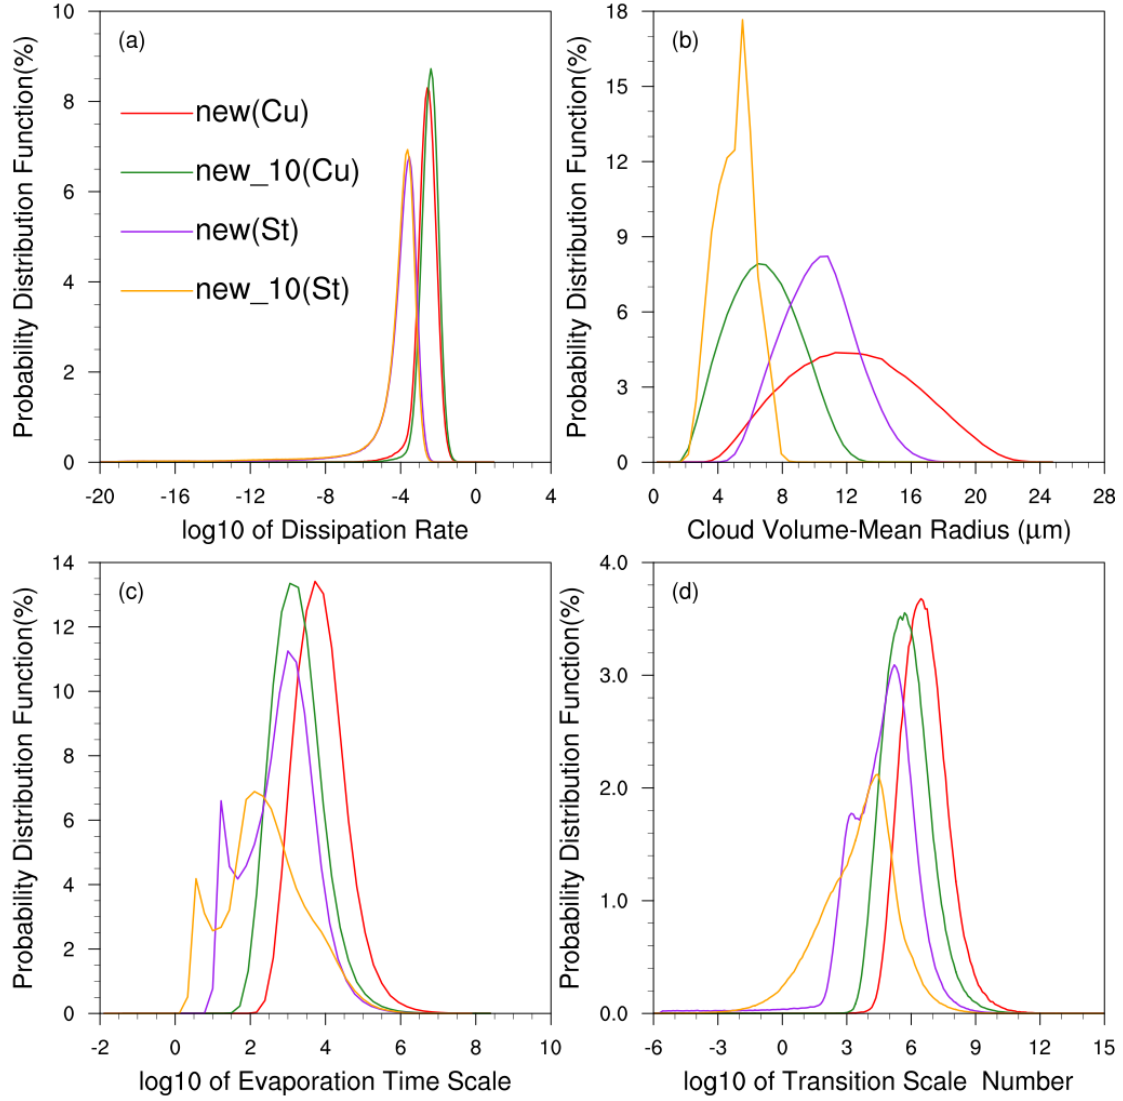 (a)
new(Cu)
new_10(Cu)
new(St)
new_10(St)
Probability Distribution Function(%)
10
8
6
4
2
0
-20 -16 -12 -8 -4 0 4
log10 of Dissipation Rate
(b)
Probability Distribution Function(%)
18
15
12
9
6
3
0
0 4 8 12 16 20 24 28
Cloud Volume-Mean Radius (μm)
(c)
Probability Distribution Function(%)
14
12
10
8
6
4
2
0
-2 0 2 4 6 8 10
log10 of Evaporation Time Scale
(d)
Probability Distribution Function(%)
4.0
3.0
2.0
1.0
0.0
-6 -3 0 3 6 9 12 15
log10 of Transition Scale Number